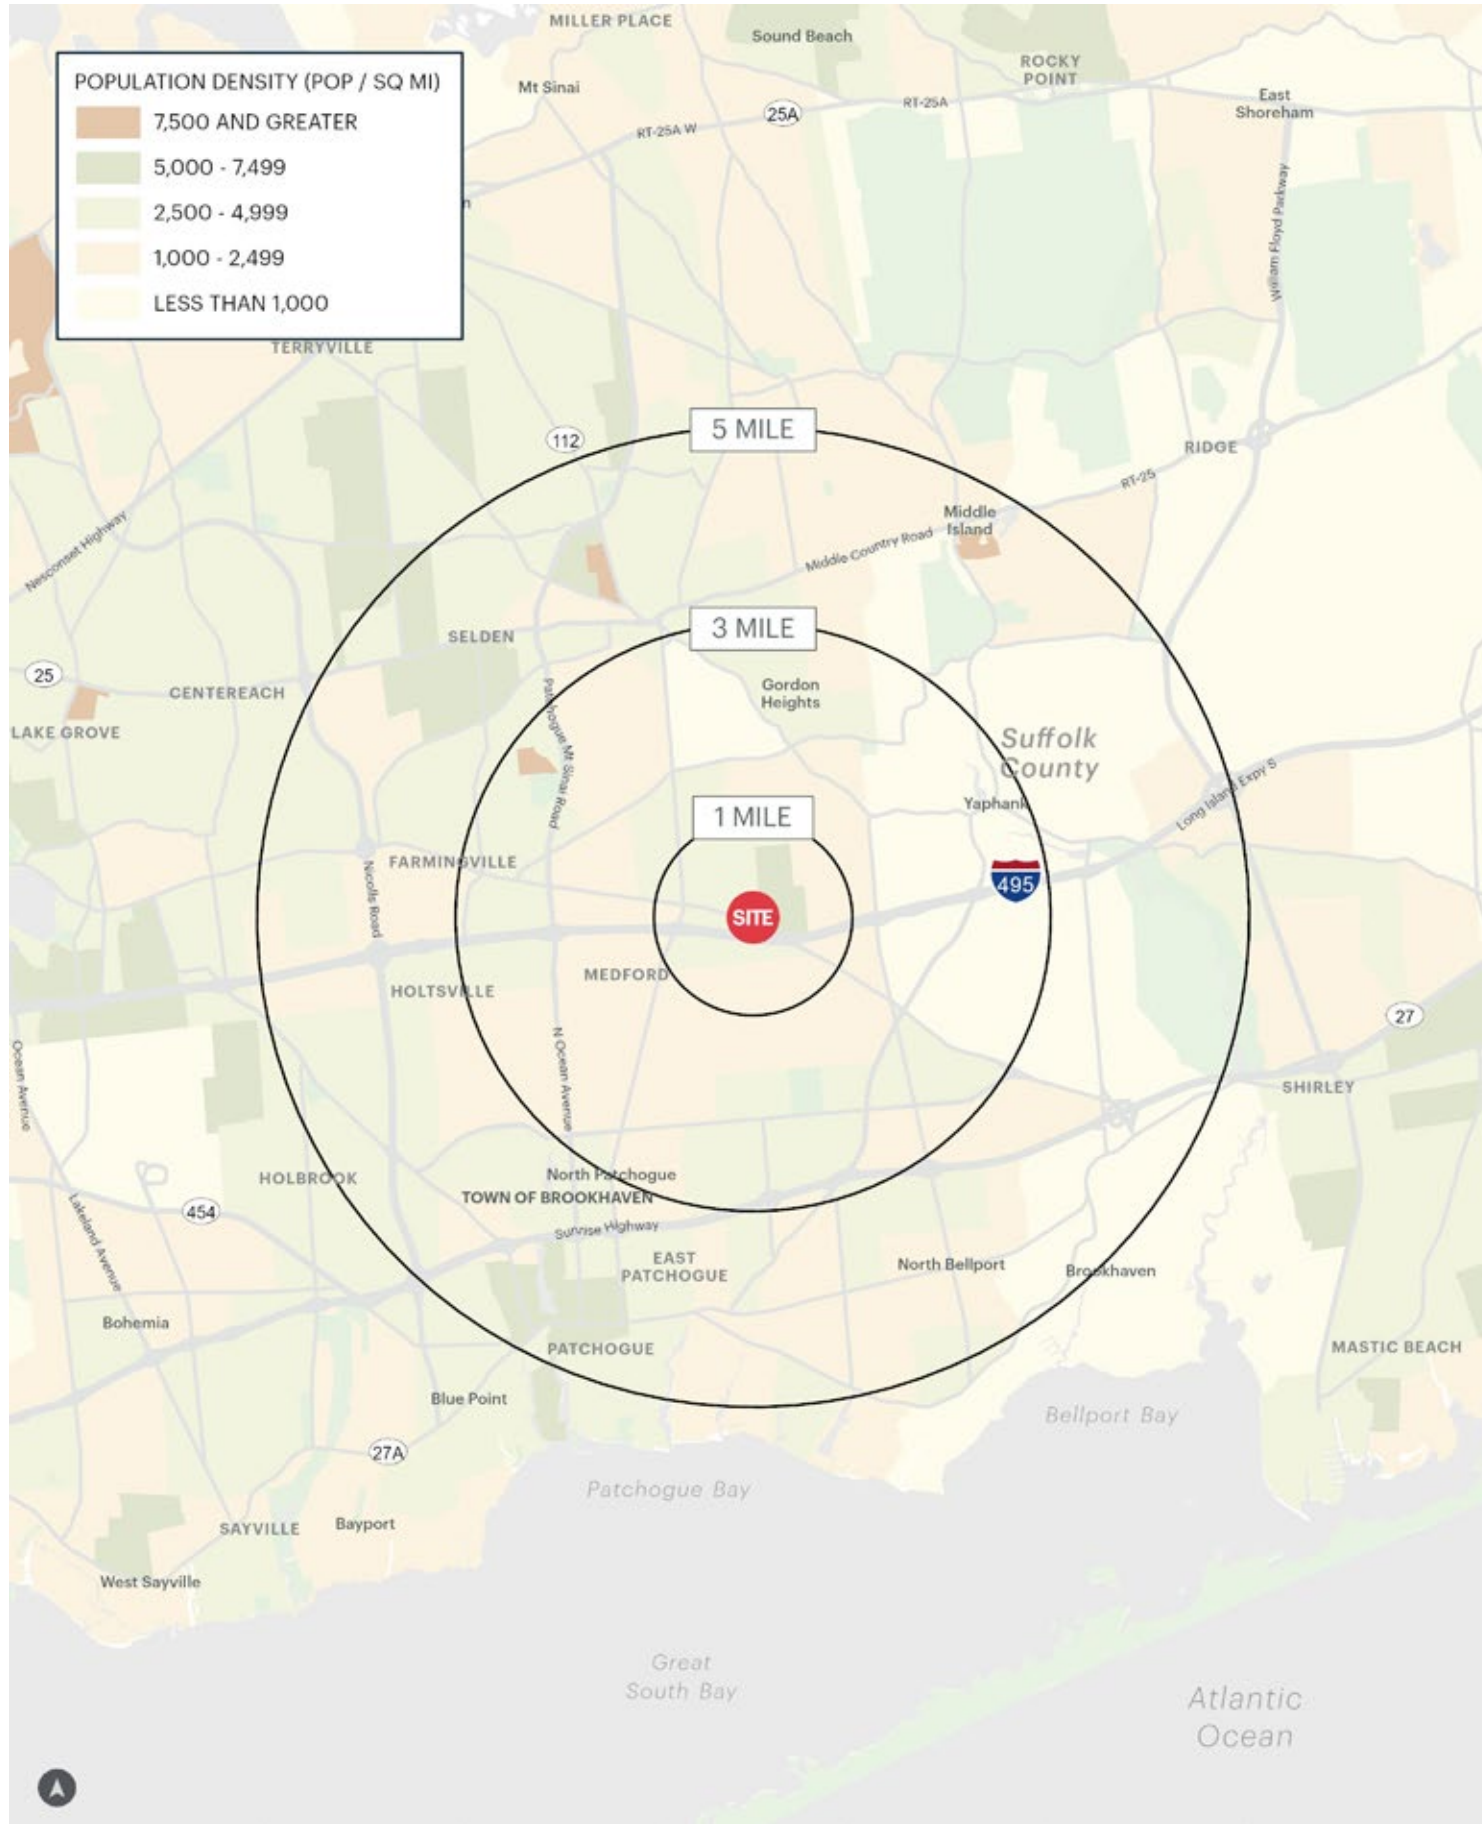 MILLER PLACE
Sound Beach
ROCKY
POINT
POPULATION DENSITY (POP / SQ MI)
7,500 AND GREATER
5,000 - 7,499
2,500 - 4,999
1,000 - 2,499
LESS THAN 1,000
Mt Sinai
RT-25A
25A
RT-25A W
East
Shoreham
William Floyd Parkway
n
TERRYVILLE
5 MILE
112
RIDGE
RT-25
Middle
Island
Middle Country Road
Nesconset Highway
3 MILE
SELDEN
25
CENTEREACH
LAKE GROVE
Gordon
Heights
Patchogue Mt Sinai Road
Suffolk
County
Long Island Expy S
Yaphank
1 MILE
FARMINGVILLE
Nicolls Road
495
SITE
MEDFORD
HOLTSVILLE
27
Ocean Avenue
N Ocean Avenue
SHIRLEY
HOLBROOK
North Patchogue
TOWN OF BROOKHAVEN
454
Lakeland Avenue
Sunrise Highway
EAST
PATCHOGUE
North Bellport
Brookhaven
Bohemia
PATCHOGUE
MASTIC BEACH
Blue Point
Bellport Bay
27A
Patchogue Bay
SAYVILLE
Bayport
West Sayville
Great
South Bay
Atlantic
Ocean